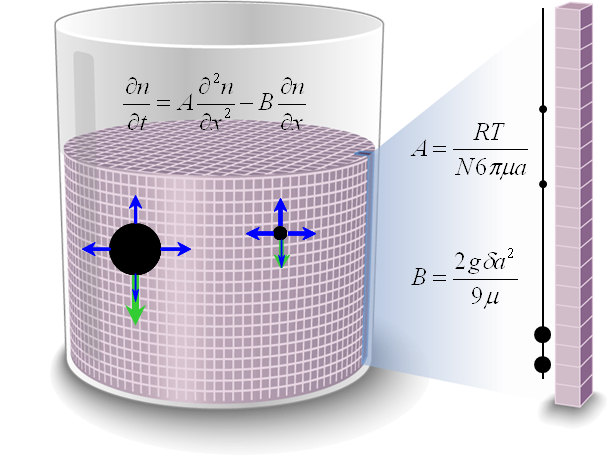 ∂n/∂t = A ∂²n/∂x² − B ∂n/∂x
A = RT/N6πμa
B = 2gδa²/9μ